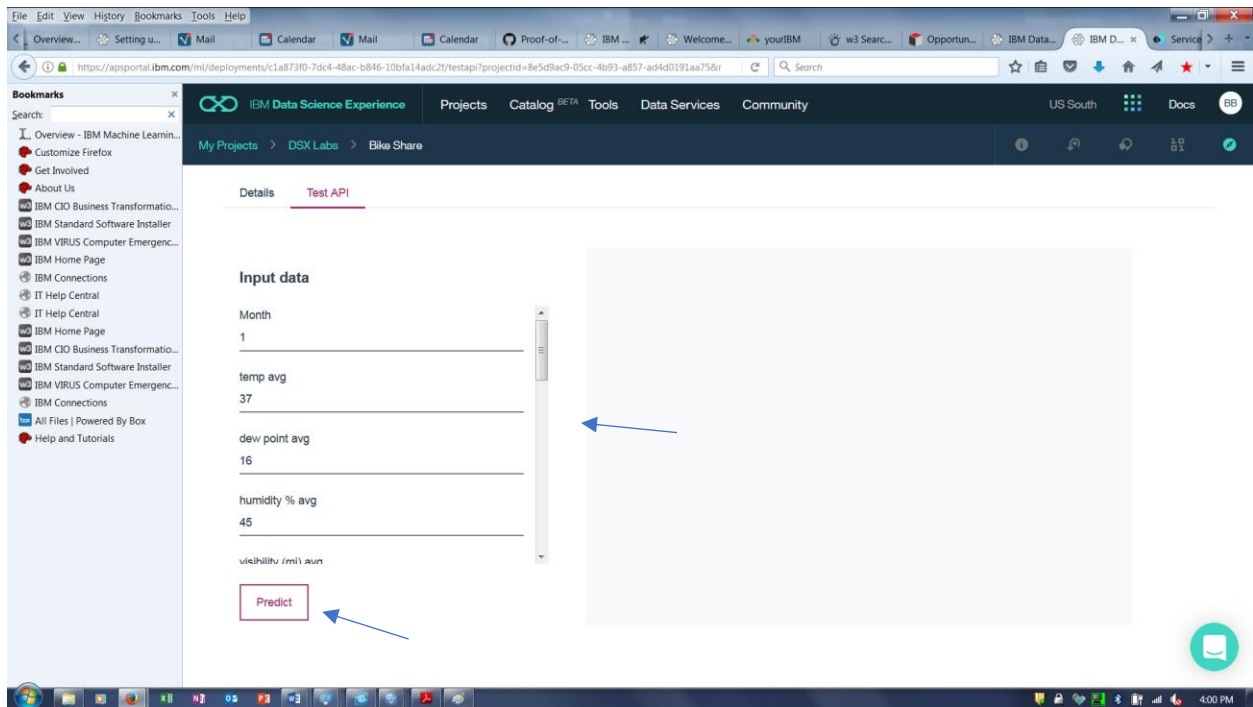 File Edit View History Bookmarks Tools Help
Overview... Setting u... Mail Calendar Mail Calendar Proof-of-... IBM ... Welcome... yourIBM w3 Searc... Opportun... IBM Data... IBM D... × Service
https://apsportal.ibm.com/ml/deployments/c1a873f0-7dc4-48ac-b846-10bfa14adc2f/testapi?projectid=8e5d9ac9-05cc-4b93-a857-ad4d0191aa75&r Search
Bookmarks ×
Search:
Overview - IBM Machine Learnin...
Customize Firefox
Get Involved
About Us
IBM CIO Business Transformatio...
IBM Standard Software Installer
IBM VIRUS Computer Emergenc...
IBM Home Page
IBM Connections
IT Help Central
IT Help Central
IBM Home Page
IBM CIO Business Transformatio...
IBM Standard Software Installer
IBM VIRUS Computer Emergenc...
IBM Connections
All Files | Powered By Box
Help and Tutorials
IBM Data Science Experience Projects Catalog BETA Tools Data Services Community US South Docs BB
My Projects > DSX Labs > Bike Share
Details Test API
Input data
Month
1
temp avg
37
dew point avg
16
humidity % avg
45
visibility (mi) avg
Predict
4:00 PM